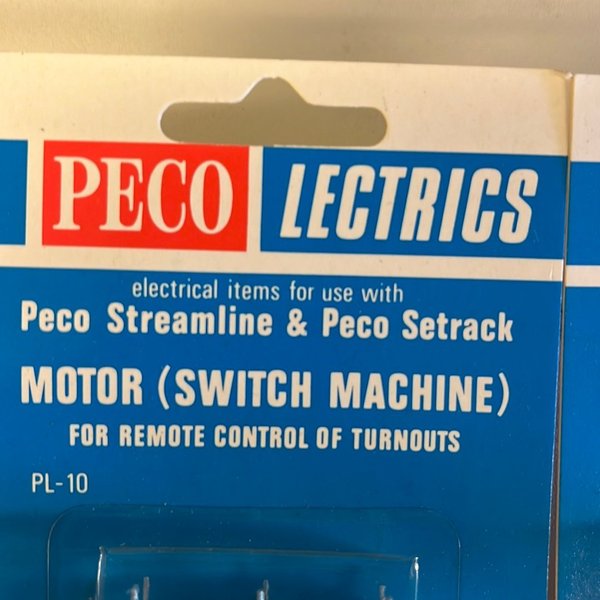 PECO LECTRICS
electrical items for use with
Peco Streamline & Peco Setrack
MOTOR (SWITCH MACHINE)
FOR REMOTE CONTROL OF TURNOUTS
PL-10